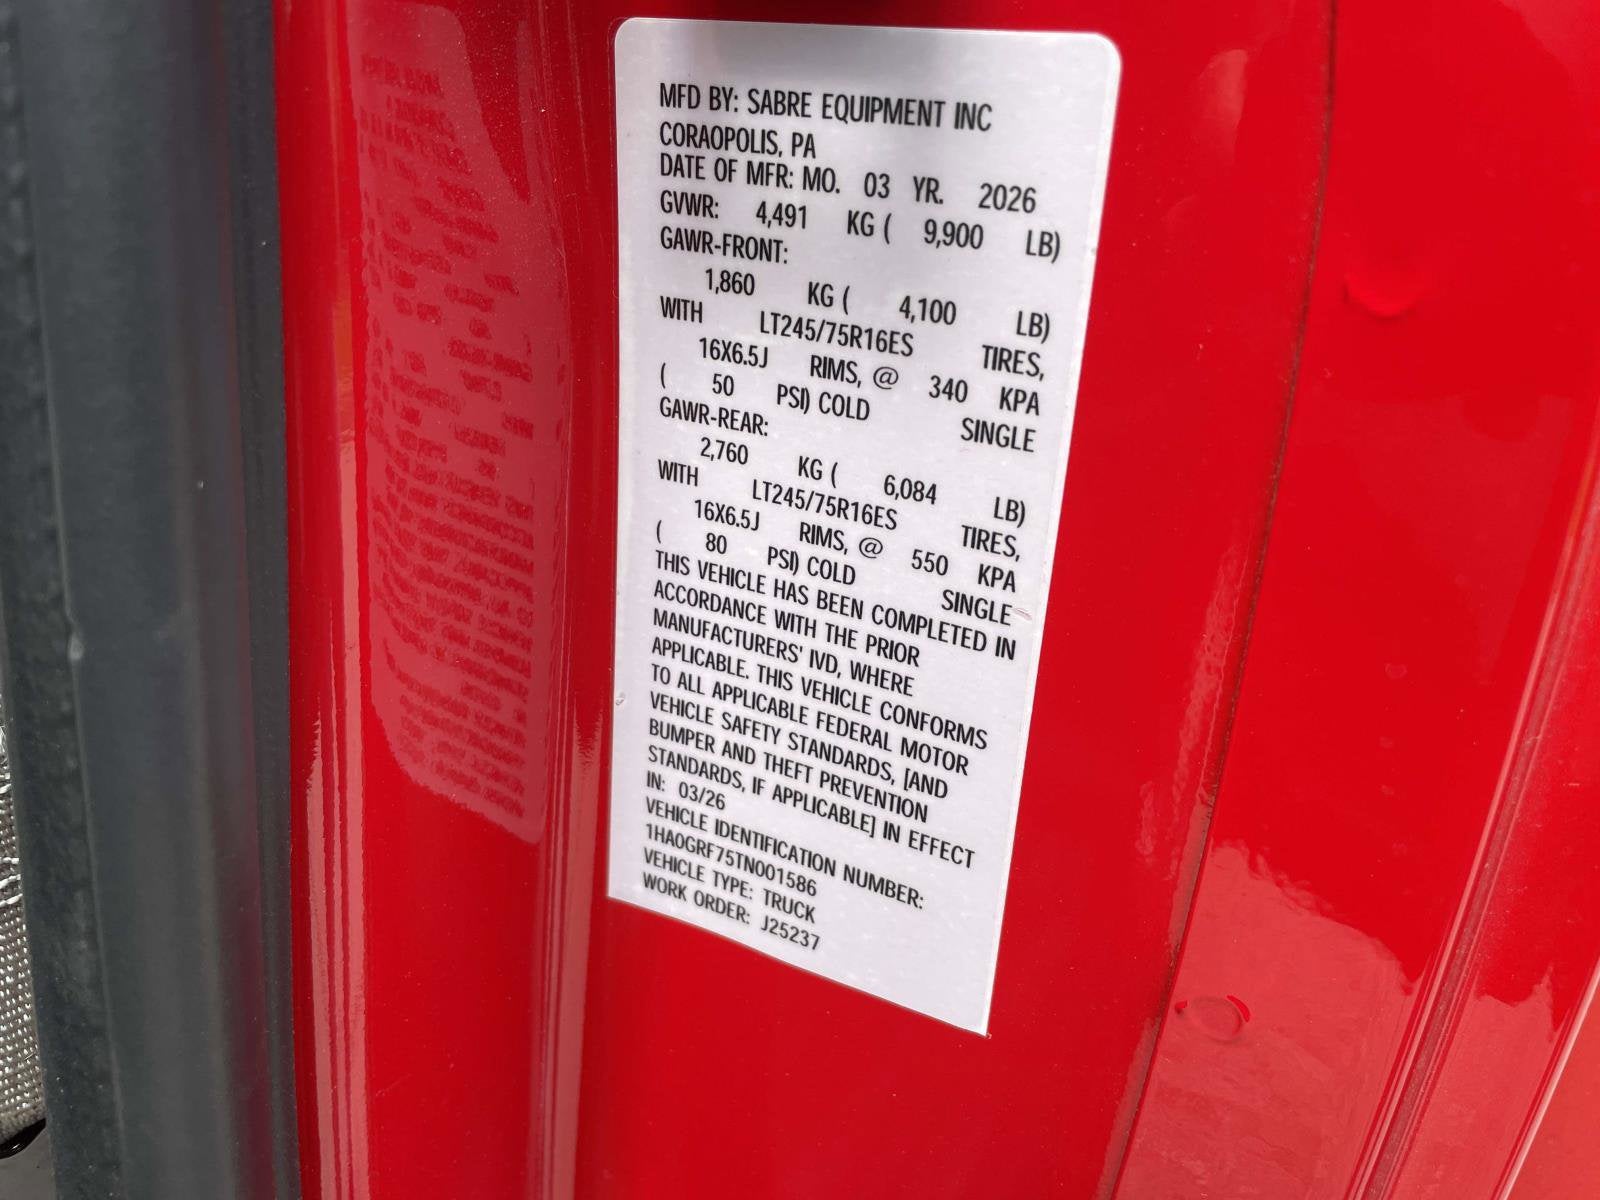 MFD BY: SABRE EQUIPMENT INC
CORAOPOLIS, PA
DATE OF MFR: MO. 03 YR. 2026
GVWR: 4,491 KG ( 9,900 LB)
GAWR-FRONT:
1,860 KG ( 4,100 LB)
WITH LT245/75R16ES TIRES,
16X6.5J RIMS, @ 340 KPA
( 50 PSI) COLD SINGLE
GAWR-REAR:
2,760 KG ( 6,084 LB)
WITH LT245/75R16ES TIRES,
16X6.5J RIMS, @ 550 KPA
( 80 PSI) COLD SINGLE
THIS VEHICLE HAS BEEN COMPLETED IN
ACCORDANCE WITH THE PRIOR
MANUFACTURERS' IVD, WHERE
APPLICABLE. THIS VEHICLE CONFORMS
TO ALL APPLICABLE FEDERAL MOTOR
VEHICLE SAFETY STANDARDS, [AND
BUMPER AND THEFT PREVENTION
STANDARDS, IF APPLICABLE] IN EFFECT
IN: 03/26
VEHICLE IDENTIFICATION NUMBER:
1HA0GRF75TN001586
VEHICLE TYPE: TRUCK
WORK ORDER: J25237